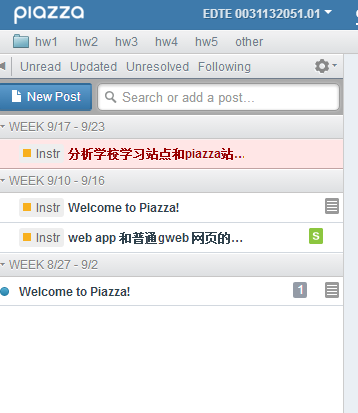 piazza EDTE 0031132051.01
hw1 hw2 hw3 hw4 hw5 other
Unread Updated Unresolved Following
New Post Search or add a post...
WEEK 9/17 - 9/23
Instr 分析学校学习站点和piazza站...
WEEK 9/10 - 9/16
Instr Welcome to Piazza!
Instr web app 和普通gweb 网页的...
S
WEEK 8/27 - 9/2
Welcome to Piazza! 1